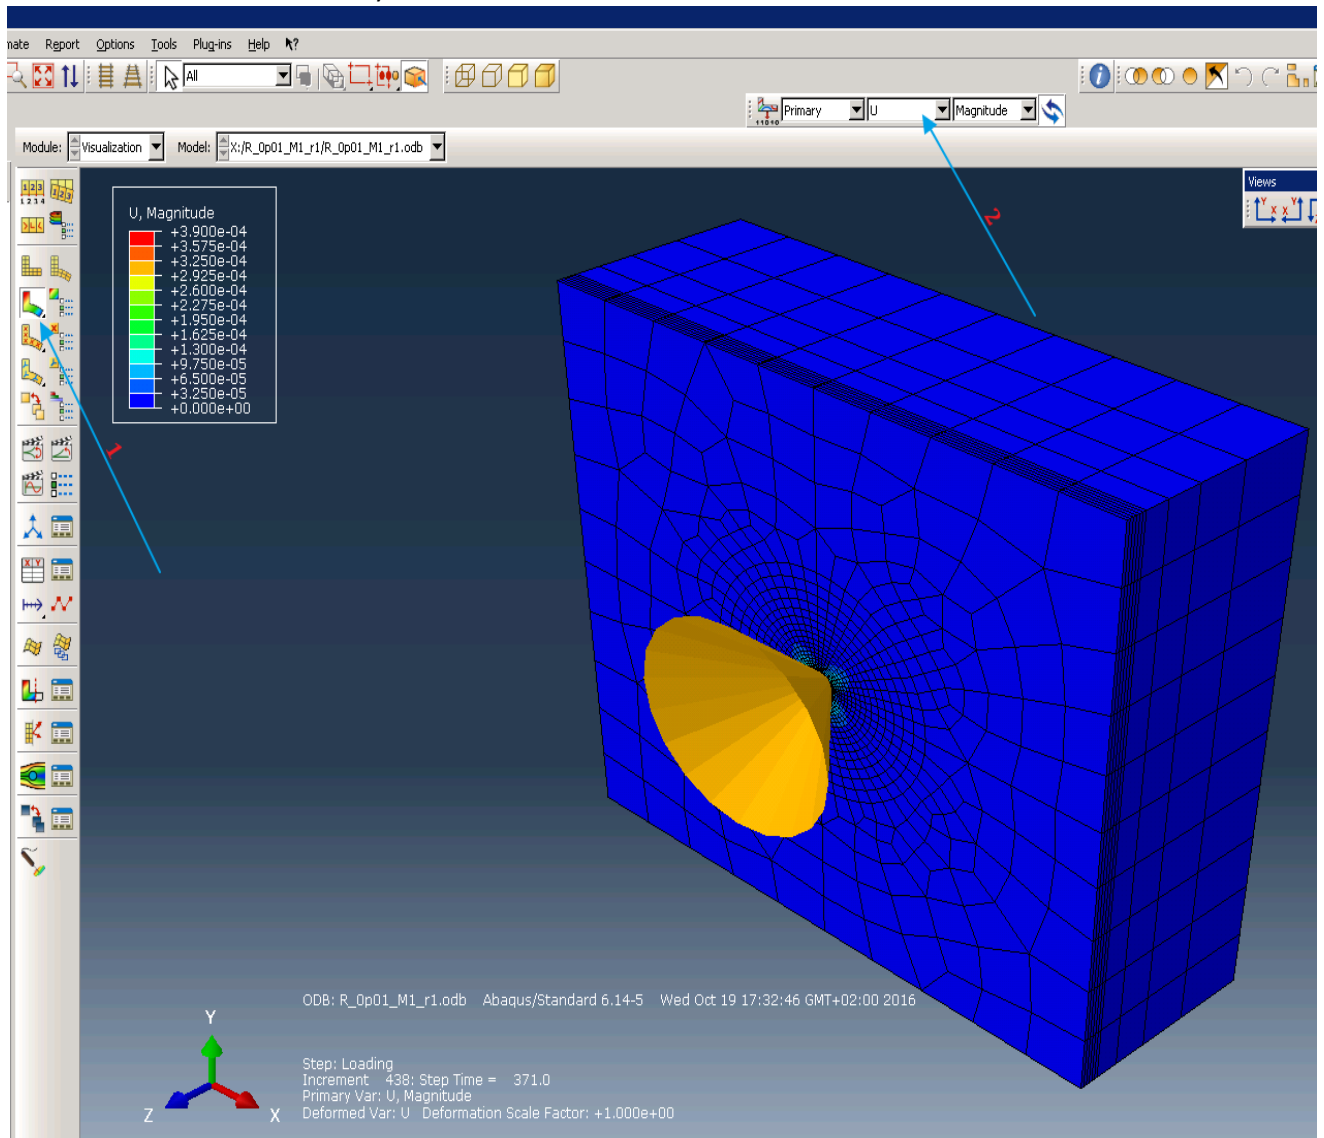 mate Report Options Tools Plug-ins Help
All
Primary U Magnitude
Module: Visualization Model: X:/R_0p01_M1_r1/R_0p01_M1_r1.odb
Views
U, Magnitude
+3.900e-04
+3.575e-04
+3.250e-04
+2.925e-04
+2.600e-04
+2.275e-04
+1.950e-04
+1.625e-04
+1.300e-04
+9.750e-05
+6.500e-05
+3.250e-05
+0.000e+00
1
2
ODB: R_0p01_M1_r1.odb Abaqus/Standard 6.14-5 Wed Oct 19 17:32:46 GMT+02:00 2016
Step: Loading
Increment 438: Step Time = 371.0
Primary Var: U, Magnitude
Deformed Var: U Deformation Scale Factor: +1.000e+00
Y
Z X